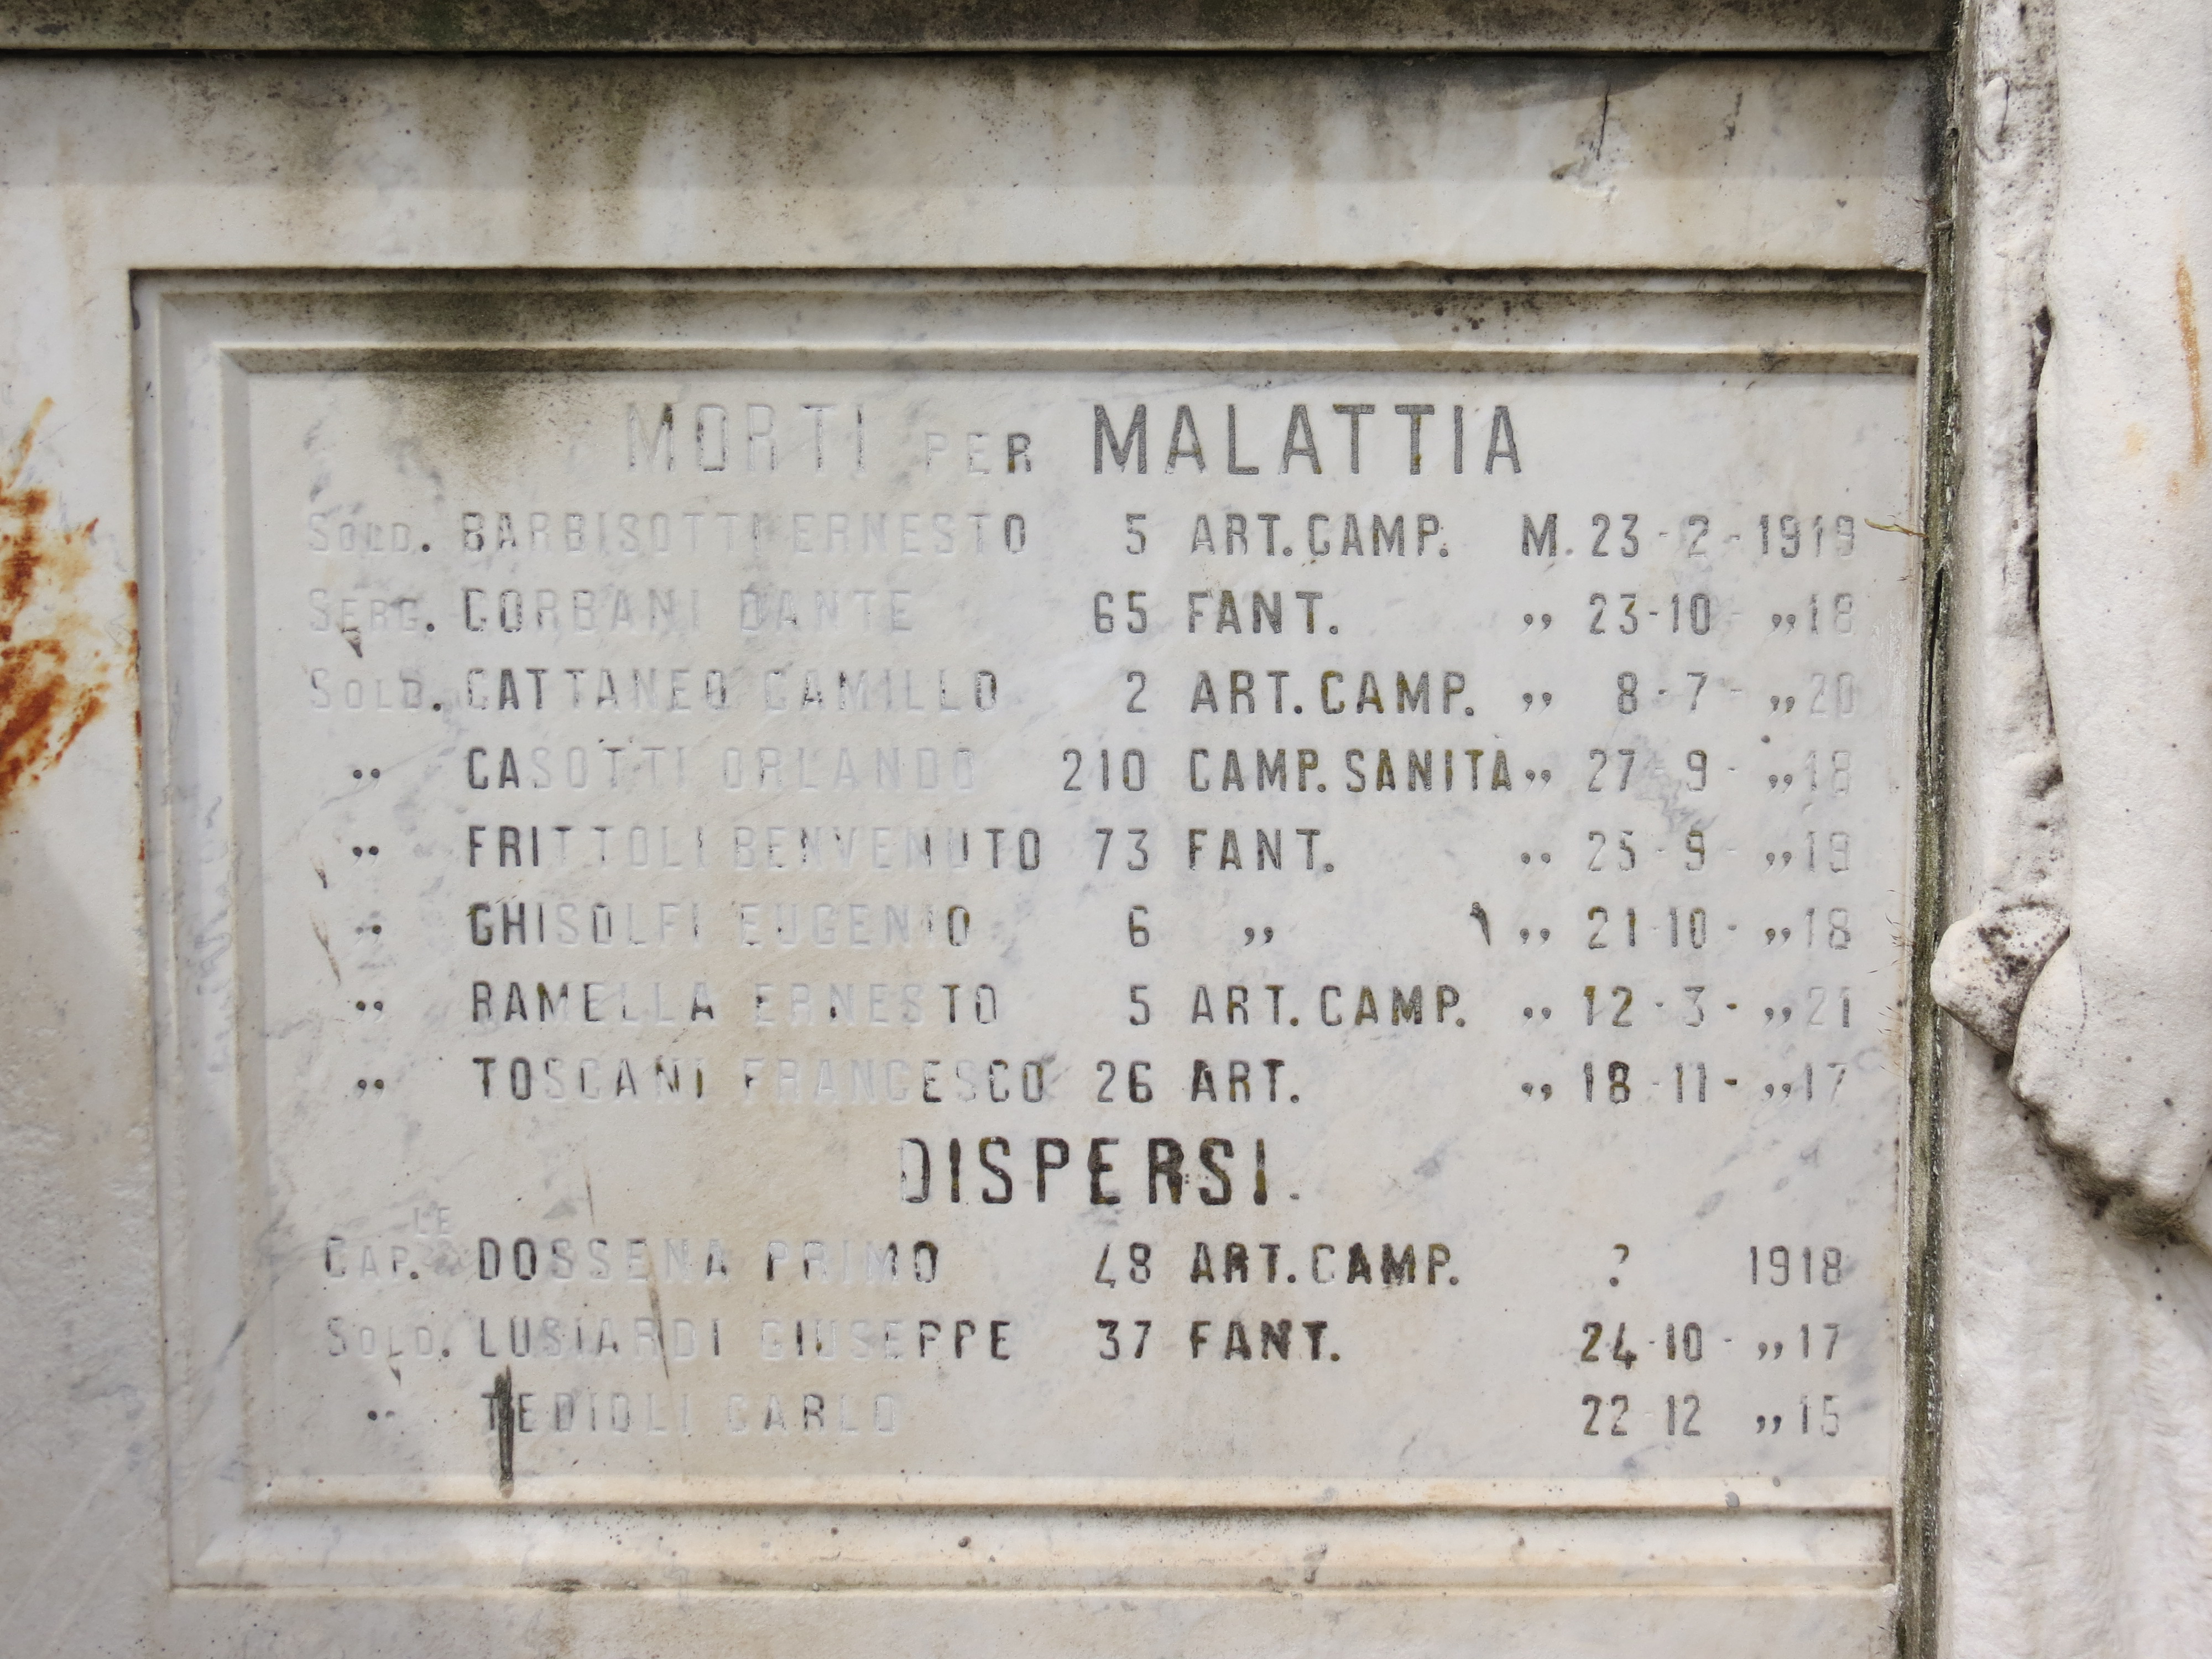 MORTI PER MALATTIA
SOLD. BARBISOTTI ERNESTO 5 ART. CAMP. M. 23-2-1919
SERG. CORBANI DANTE 65 FANT. ,, 23-10- ,,18
SOLD. CATTANEO CAMILLO 2 ART. CAMP. ,, 8-7- ,,20
,, CASOTTI ORLANDO 210 CAMP. SANITÀ ,, 27-9- ,,18
,, FRITTOLI BENVENUTO 73 FANT. ,, 25-9- ,,19
,, GHISOLFI EUGENIO 6 ,, ,, 21-10- ,,18
,, RAMELLA ERNESTO 5 ART. CAMP. ,, 12-3- ,,21
,, TOSCANI FRANCESCO 26 ART. ,, 18-11- ,,17
DISPERSI.
CAP.LE DOSSENA PRIMO 48 ART. CAMP. ? 1918
SOLD. LUSIARDI GIUSEPPE 37 FANT. 24-10- ,,17
,, TEDIOLI CARLO 22-12 ,,15